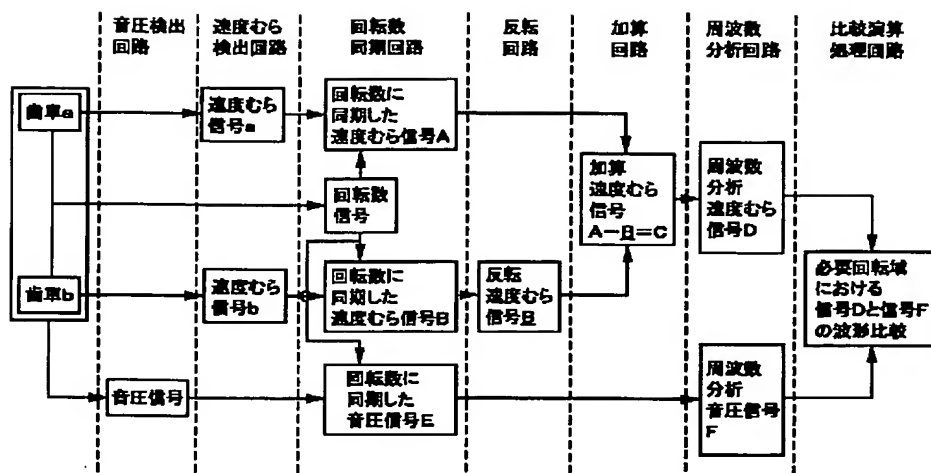 音圧検出
回路
速度むら
検出回路
回転数
同期回路
反転
回路
加算
回路
周波数
分析回路
比較演算
処理回路
歯車a
速度むら
信号a
回転数に
同期した
速度むら信号A
回転数
信号
加算
速度むら
信号
A－B＝C
周波数
分析
速度むら
信号D
歯車b
速度むら
信号b
回転数に
同期した
速度むら信号B
反転
速度むら
信号B
必要回転域
における
信号Dと信号F
の波形比較
音圧信号
回転数に
同期した
音圧信号E
周波数
分析
音圧信号
F